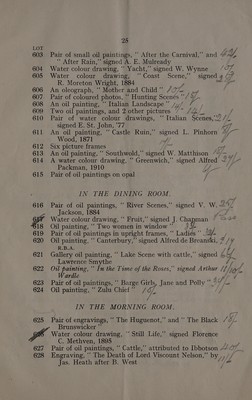 25
LOT
603 Pair of small oil paintings, " After the Carnival," and
" After Rain," signed A. E. Mulready
604 Water colour drawing, "Yacht," signed W. Wynne
605 Water colour drawing, "Coast Scene," signed
R. Moreton Wright, 1884
606 An oleograph, " Mother and Child "
607 Pair of coloured photos. " Hunting Scenes "
608 An oil painting, " Italian Landscape "
609 Two oil paintings, and 2 other pictures
610 Pair of water colour drawings, " Italian Scenes,"
signed E. St. John, '77
611 An oil painting, " Castle Ruin," signed L. Pinhorn
Wood, 1871
612 Six picture frames
613 An oil painting, " Southwold," signed W. Matthison
614 A water colour drawing, " Greenwich," signed Alfred
Packman, 1910
615 Pair of oil paintings on opal
IN THE DINING ROOM.
616 Pair of oil paintings, " River Scenes," signed V. W.
Jackson, 1884
Water colour drawing, " Fruit," signed J. Chapman
618 Oil painting, " Two women in window
619 Pair of oil paintings in upright frames. " Ladies "
620 Oil painting, " Canterbury," signed Alfred de Breanski,
R.B.A.
621 Gallery oil painting, " Lake Scene with cattle," signed
Lawrence Smythe
622 Oil painting, " In the Time of the Roses," signed Arthur
Wardle
623 Pair of oil paintings, " Barge Girls, Jane and Polly "
624 Oil painting, " Zulu Chief "
IN THE MORNING ROOM.
625 Pair of engravings, " The Huguenot," and " The Black
Brunswicker "
626 Water colour drawing, " Still Life," signed Florence
C. Methven, 1895
627 Pair of oil paintings, " Cattle," attributed to Ibbotson
628 Engraving, " The Death of Lord Viscount Nelson," by
Jas. Heath after B. West